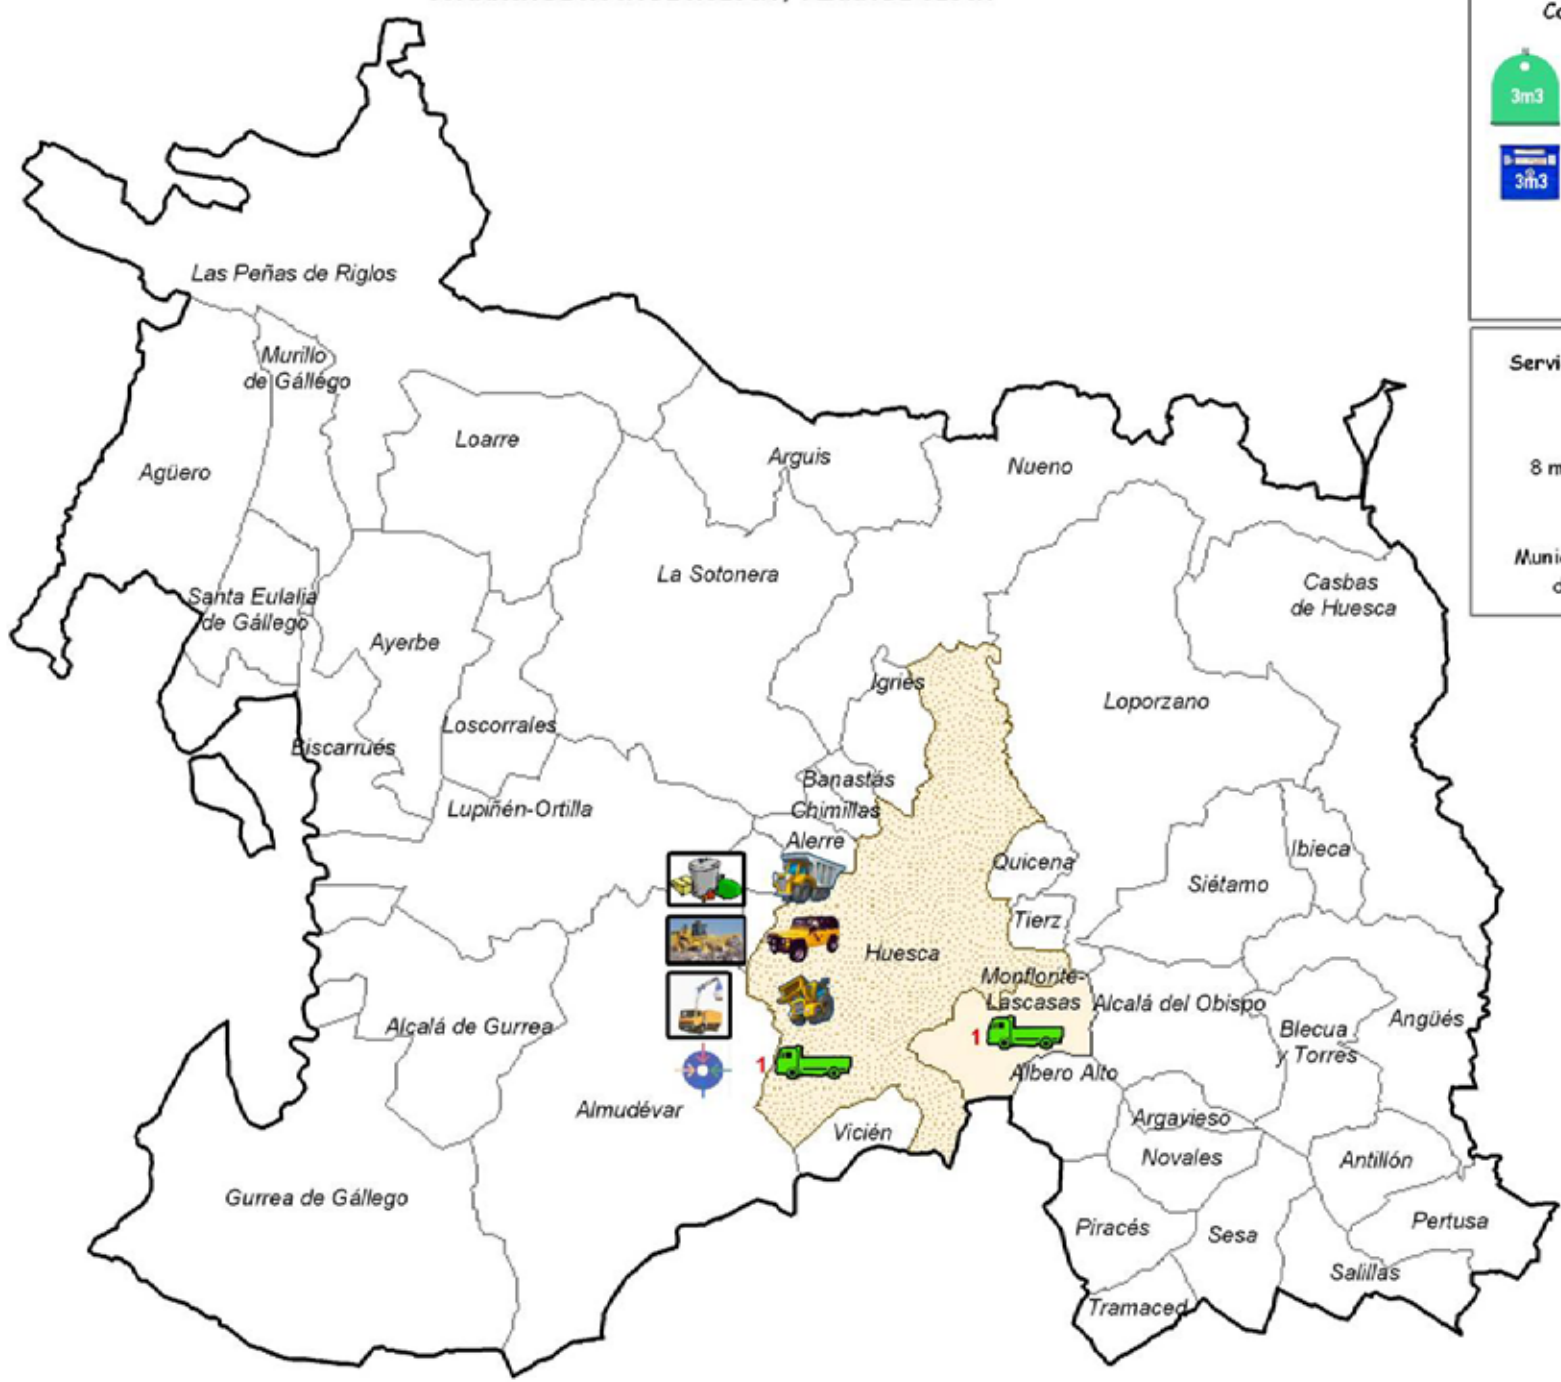 Co
3m3
3m3
Las Peñas de Riglos
Murillo
de Gállego
Servi
Loarre
Arguis
Nueno
Agüero
8 m
Muni
d
La Sotonera
Casbas
de Huesca
Santa Eulalia
de Gállego
Ayerbe
Igriés
Loporzano
Loscorrales
Biscarrués
Banastás
Lupiñén-Ortilla
Chimillas
Alerre
Quicena
Ibieca
Siétamo
Tierz
Huesca
Monflorite-
Lascasas
Alcalá del Obispo
Angüés
Alcalá de Gurrea
Blecua
y Torres
1
1
Albero Alto
Almudévar
Vicién
Argavieso
Novales
Antillón
Gurrea de Gállego
Piracés
Sesa
Pertusa
Salillas
Tramaced